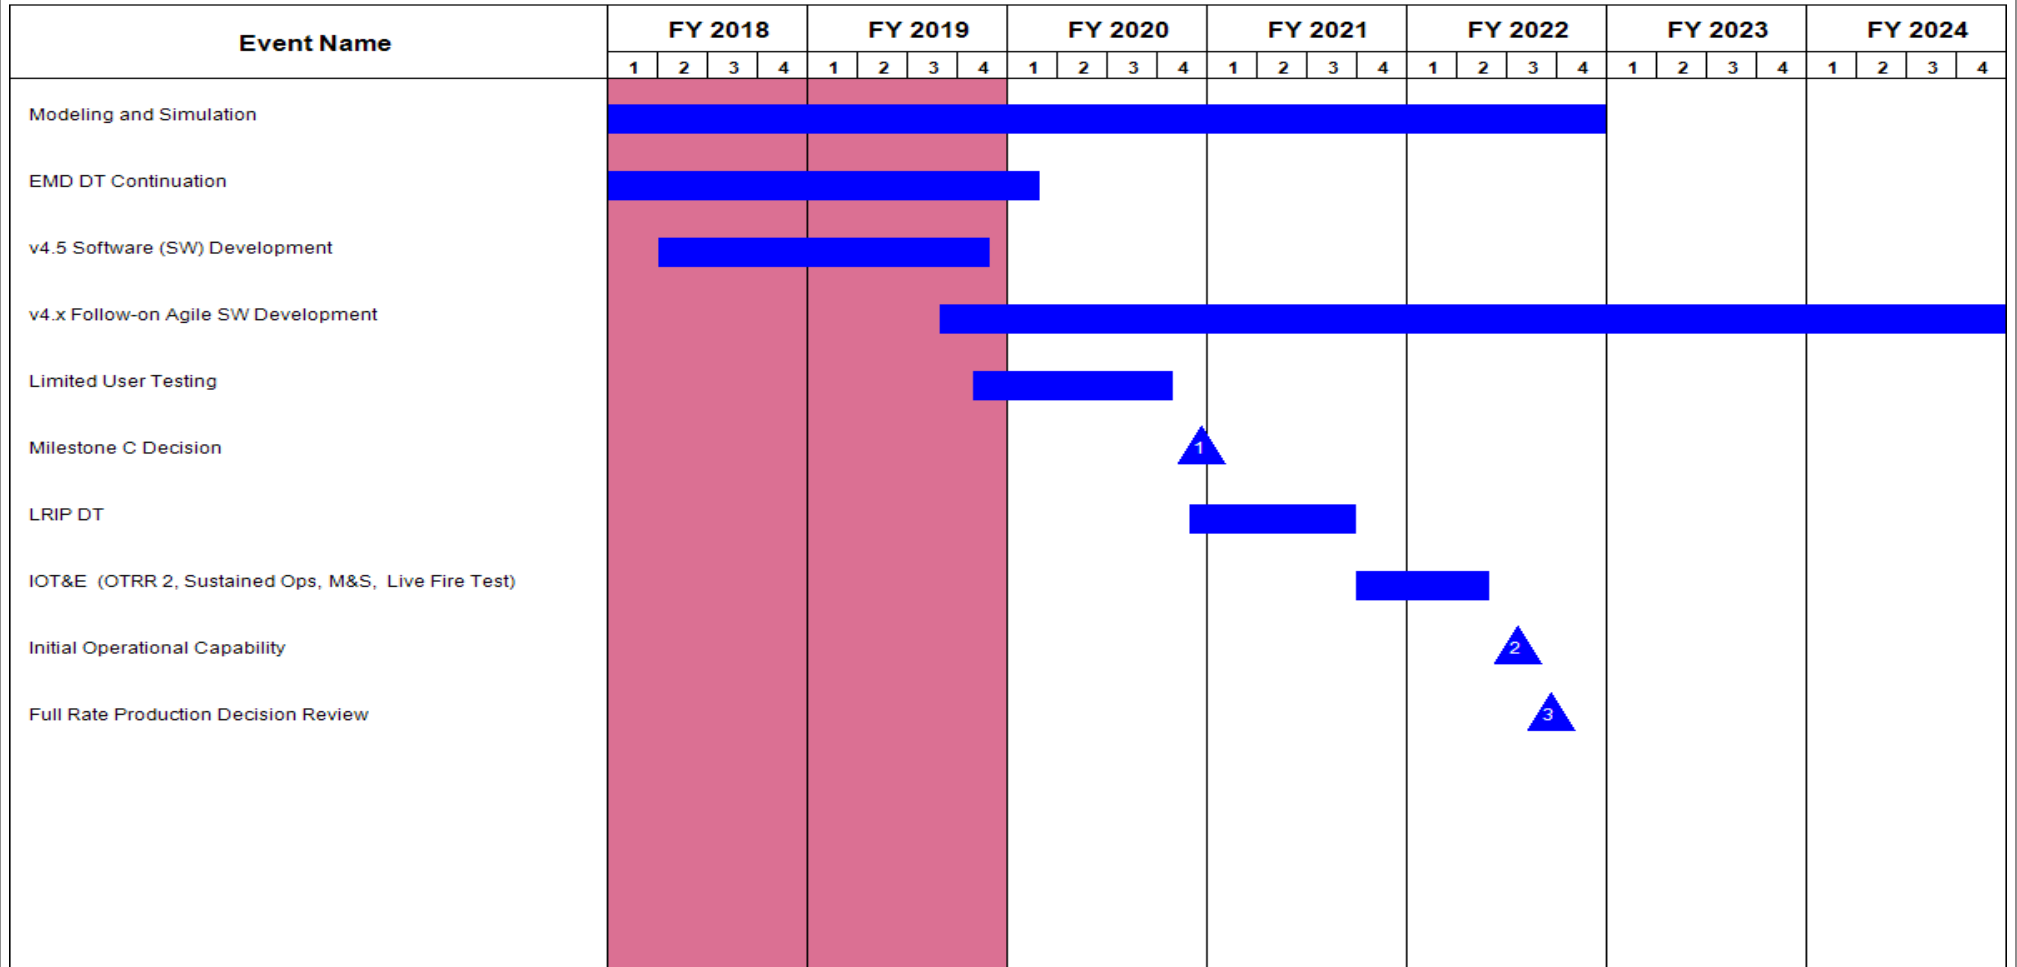 Event Name
FY 2018 FY 2019 FY 2020 FY 2021 FY 2022 FY 2023 FY 2024
1 2 3 4 1 2 3 4 1 2 3 4 1 2 3 4 1 2 3 4 1 2 3 4 1 2 3 4
Modeling and Simulation
EMD DT Continuation
v4.5 Software (SW) Development
v4.x Follow-on Agile SW Development
Limited User Testing
Milestone C Decision 1
LRIP DT
IOT&E (OTRR 2, Sustained Ops, M&S, Live Fire Test)
Initial Operational Capability 2
Full Rate Production Decision Review 3